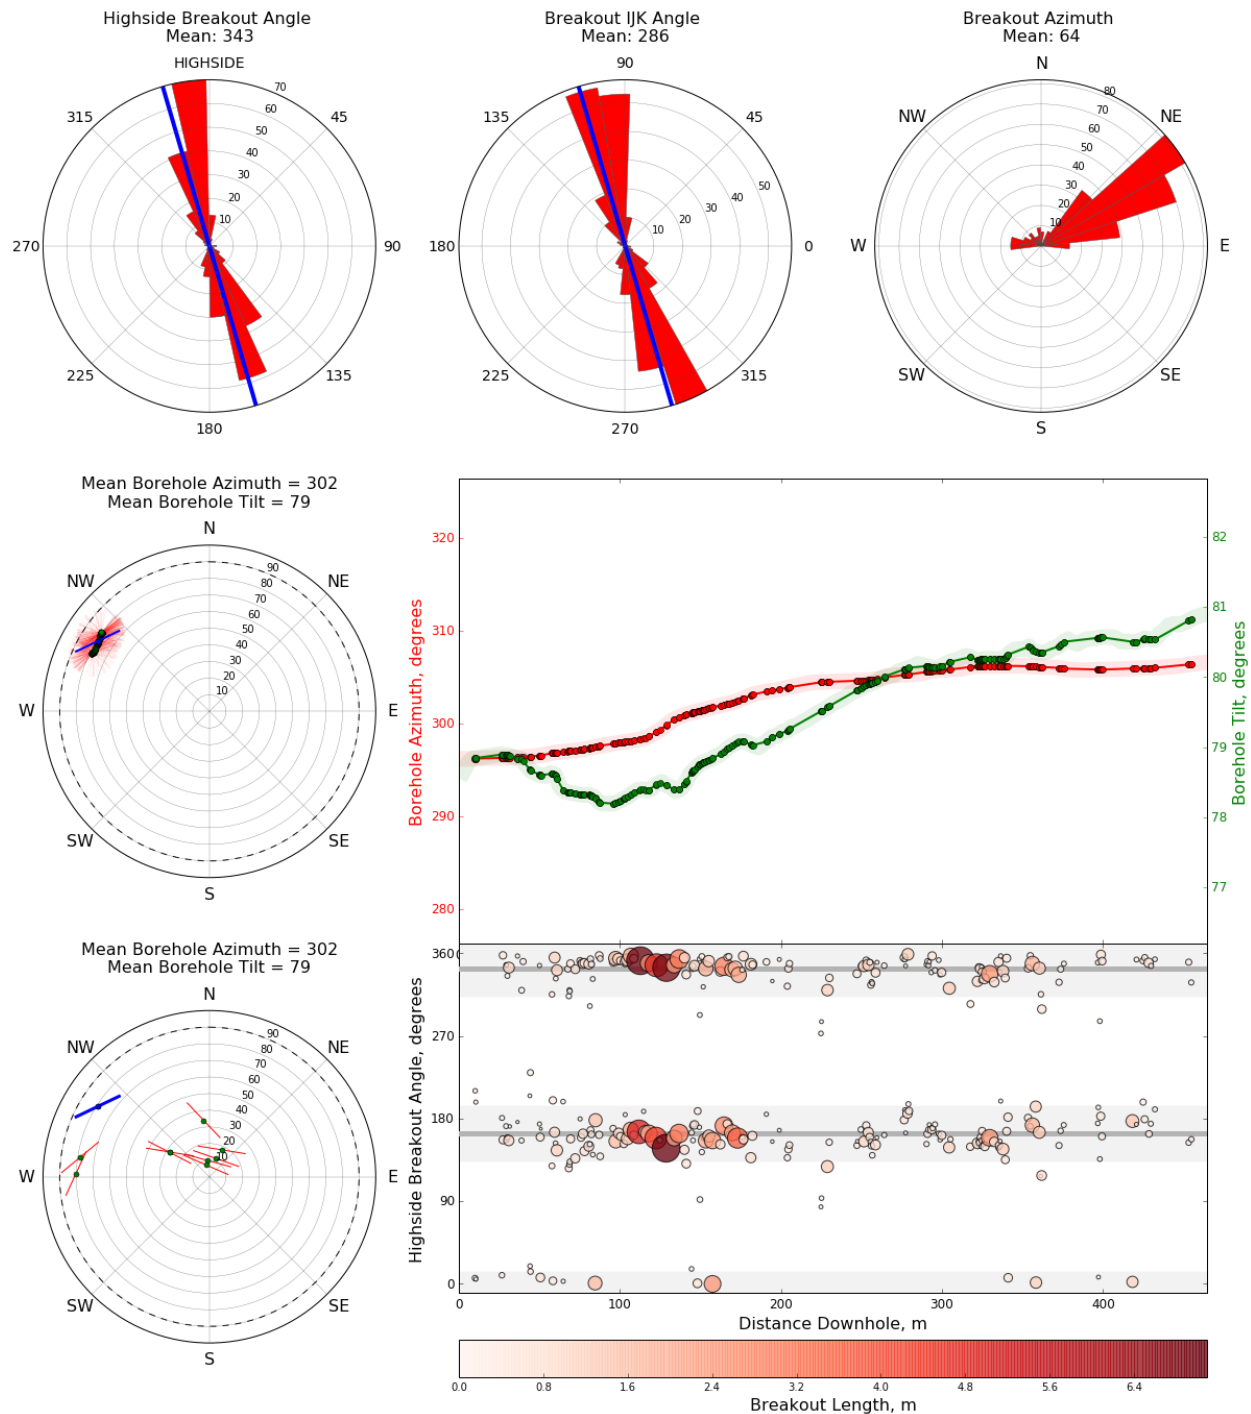 Highside Breakout Angle
Mean: 343
HIGHSIDE
45
90
135
180
225
270
315
10
20
30
40
50
60
70
Breakout IJK Angle
Mean: 286
90
45
0
315
270
225
180
135
10
20
30
40
50
Breakout Azimuth
Mean: 64
N
NE
E
SE
S
SW
W
NW
10
20
30
40
50
60
70
80
Mean Borehole Azimuth = 302
Mean Borehole Tilt = 79
N
NE
E
SE
S
SW
W
NW
10
20
30
40
50
60
70
80
90
Borehole Azimuth, degrees
320
310
300
290
280
82
81
80
79
78
77
Borehole Tilt, degrees
Mean Borehole Azimuth = 302
Mean Borehole Tilt = 79
N
NE
E
SE
S
SW
W
NW
10
20
30
40
50
60
70
80
90
Highside Breakout Angle, degrees
360
270
180
90
0
0
100
200
300
400
Distance Downhole, m
0.0
0.8
1.6
2.4
3.2
4.0
4.8
5.6
6.4
Breakout Length, m